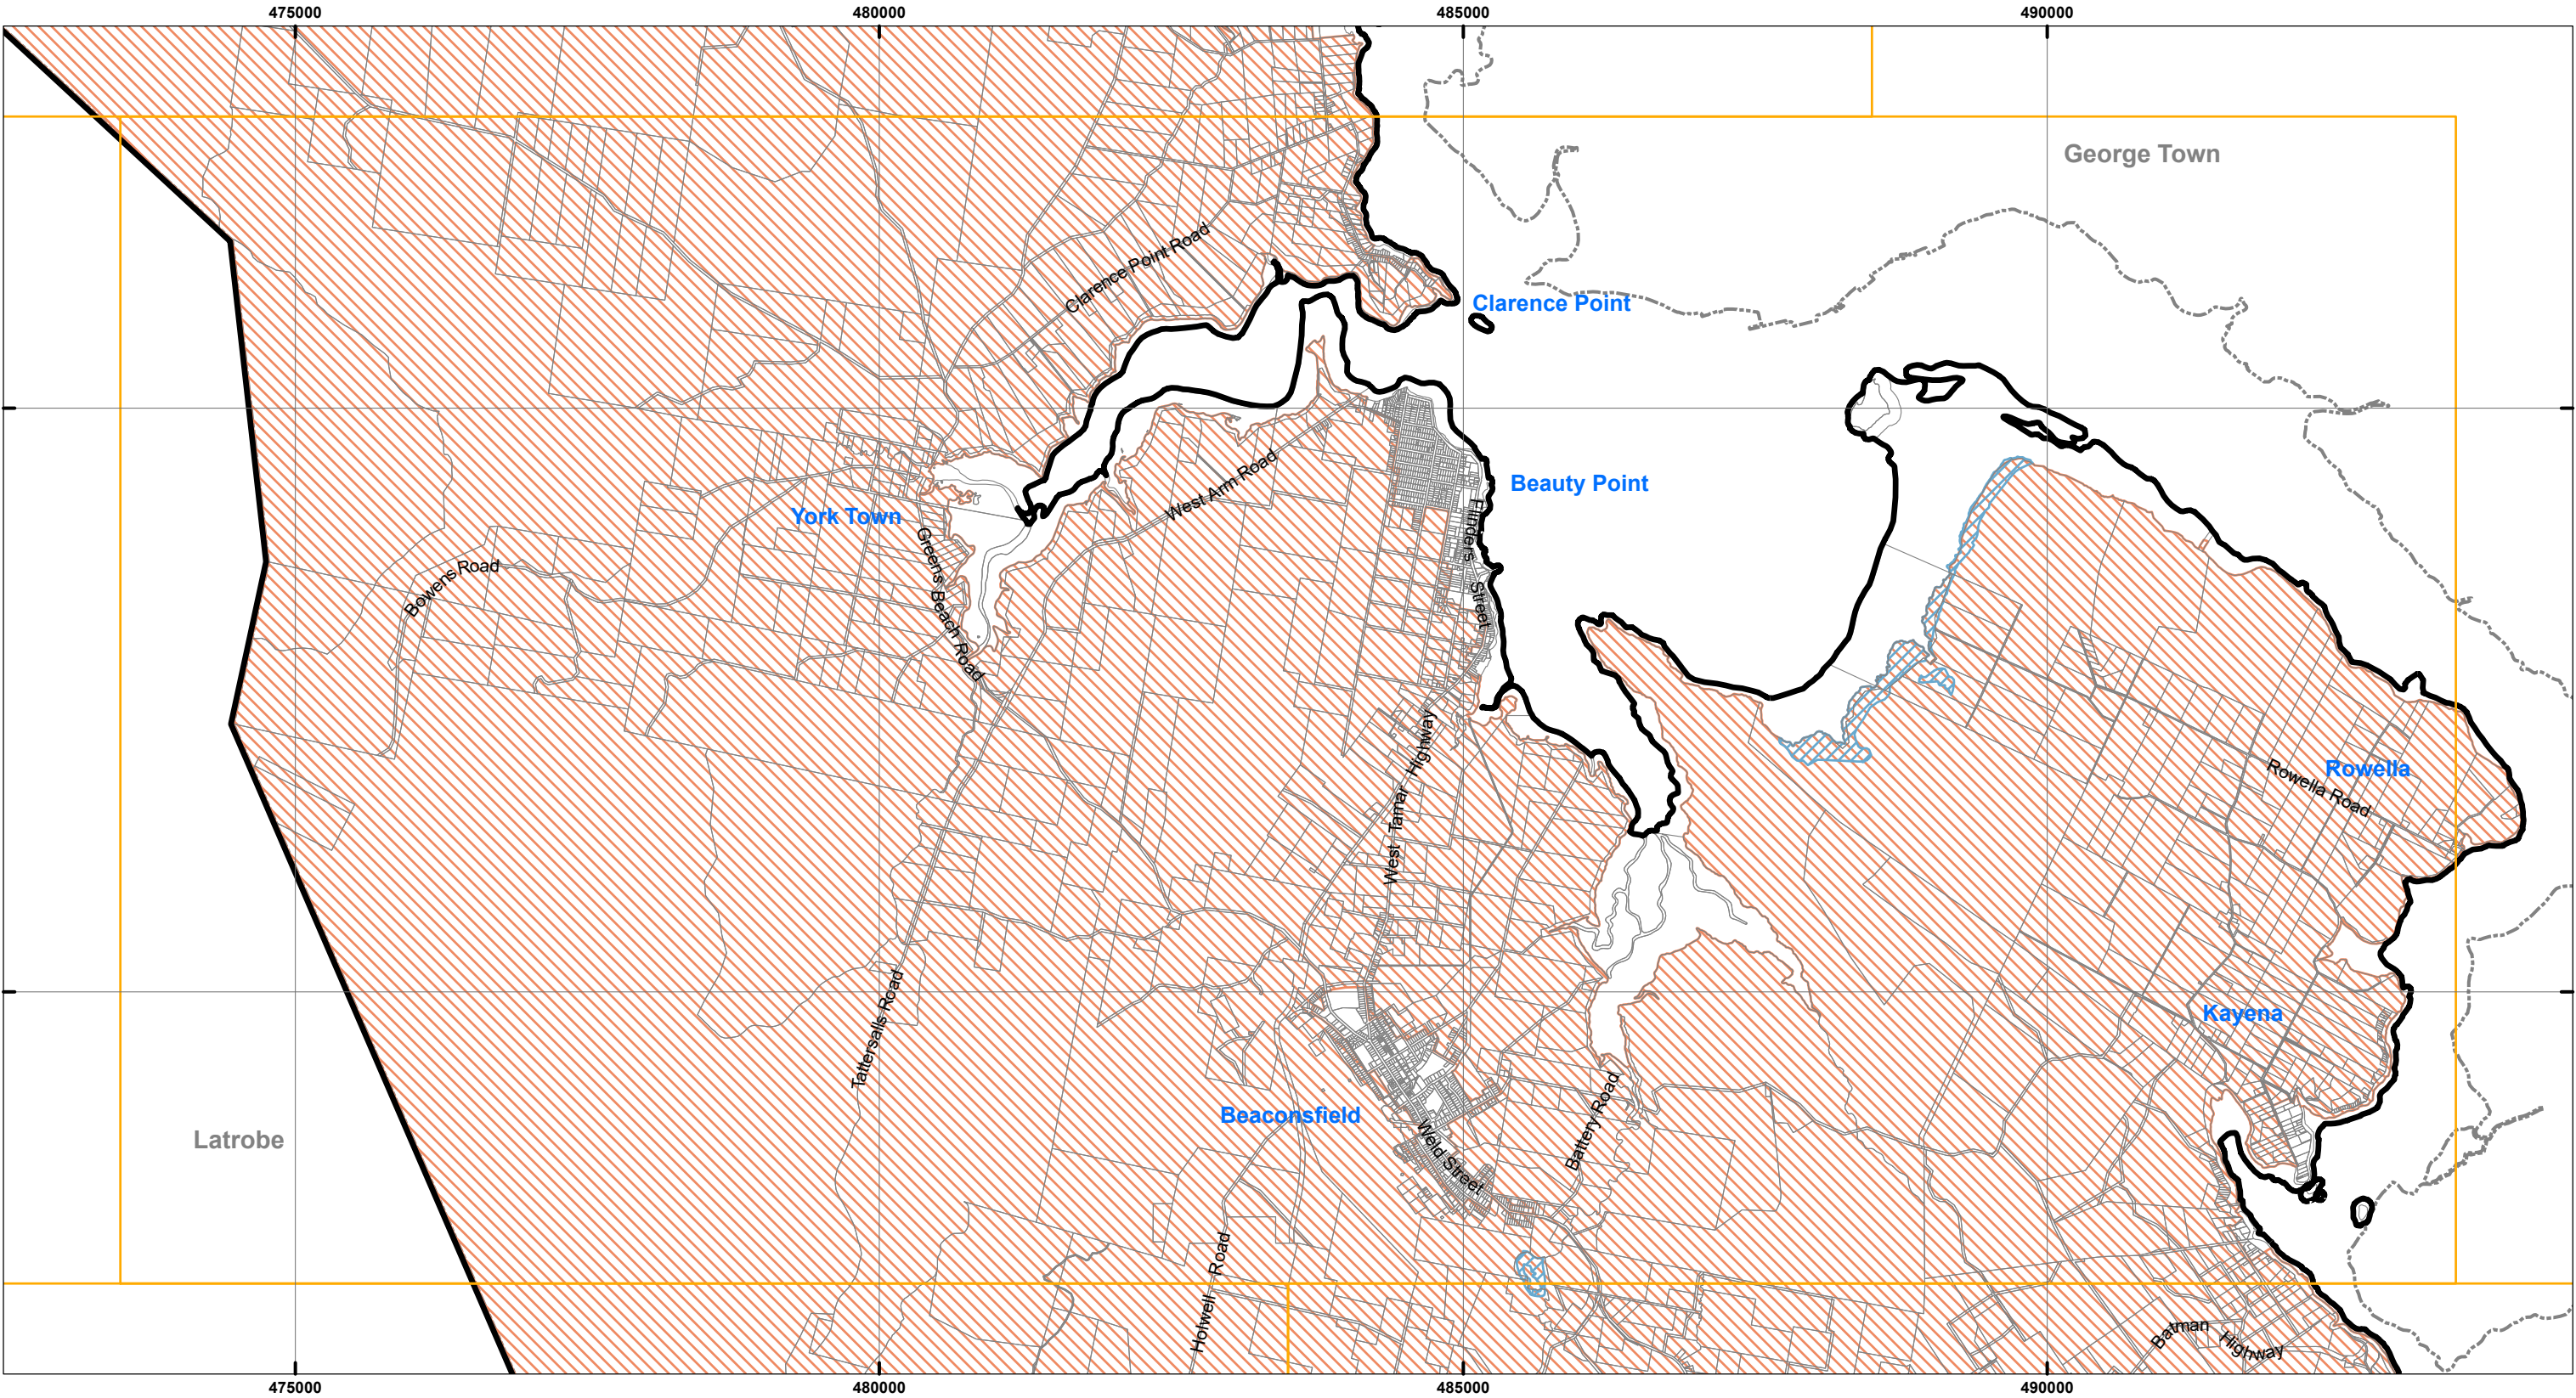 475000 480000 485000 490000
George Town
Clarence Point Road
Clarence Point
West Arm Road
Beauty Point
York Town
Flinders Street
Bowens Road
Greens Beach Road
West Tamar Highway
Rowella
Rowella Road
Tattersalls Road
Kayena
Battery Road
Beaconsfield
Latrobe
Weld Street
Holwell Road
Batman Highway
475000 480000 485000 490000